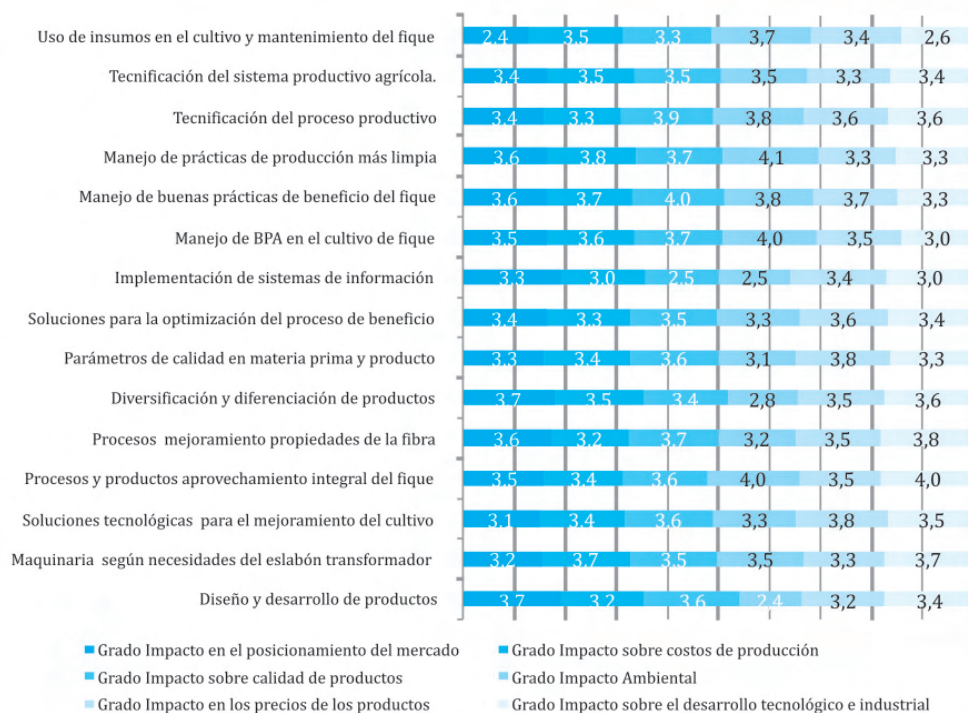 Uso de insumos en el cultivo y mantenimiento del fique 2.4 3.5 3.3 3,7 3,4 2,6
Tecnificación del sistema productivo agrícola. 3.4 3.5 3.5 3,5 3,3 3,4
Tecnificación del proceso productivo 3.4 3.3 3.9 3,8 3,6 3,6
Manejo de prácticas de producción más limpia 3.6 3.8 3.7 4,1 3,3 3,3
Manejo de buenas prácticas de beneficio del fique 3.6 3.7 4.0 3,8 3,7 3,3
Manejo de BPA en el cultivo de fique 3.5 3.6 3.7 4,0 3,5 3,0
Implementación de sistemas de información 3.3 3.0 2.5 2,5 3,4 3,0
Soluciones para la optimización del proceso de beneficio 3.4 3.3 3.5 3,3 3,6 3,4
Parámetros de calidad en materia prima y producto 3.3 3.4 3.6 3,1 3,8 3,3
Diversificación y diferenciación de productos 3.7 3.5 3.4 2,8 3,5 3,6
Procesos mejoramiento propiedades de la fibra 3.6 3.2 3.7 3,2 3,5 3,8
Procesos y productos aprovechamiento integral del fique 3.5 3.4 3.6 4,0 3,5 4,0
Soluciones tecnológicas para el mejoramiento del cultivo 3.1 3.4 3.6 3,3 3,8 3,5
Maquinaria según necesidades del eslabón transformador 3.2 3.7 3.5 3,5 3,3 3,7
Diseño y desarrollo de productos 3.7 3.2 3.6 2.4 3,2 3,4
Grado Impacto en el posicionamiento del mercado Grado Impacto sobre costos de producción
Grado Impacto sobre calidad de productos Grado Impacto Ambiental
Grado Impacto en los precios de los productos Grado Impacto sobre el desarrollo tecnológico e industrial